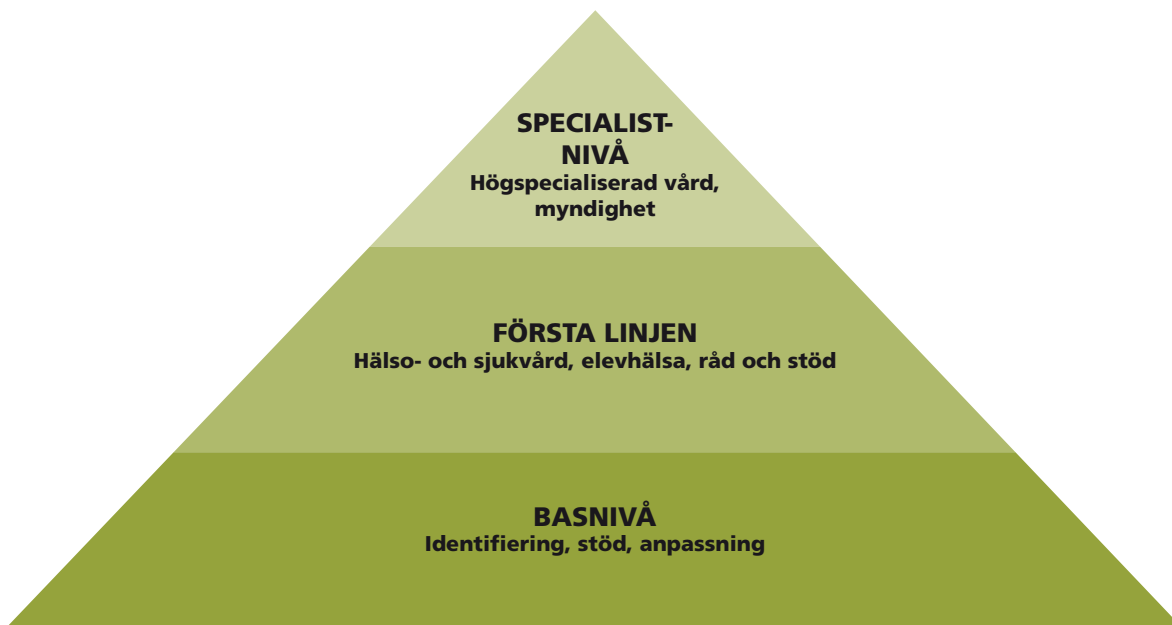 SPECIALIST-
NIVÅ
Högspecialiserad vård,
myndighet
FÖRSTA LINJEN
Hälso- och sjukvård, elevhälsa, råd och stöd
BASNIVÅ
Identifiering, stöd, anpassning